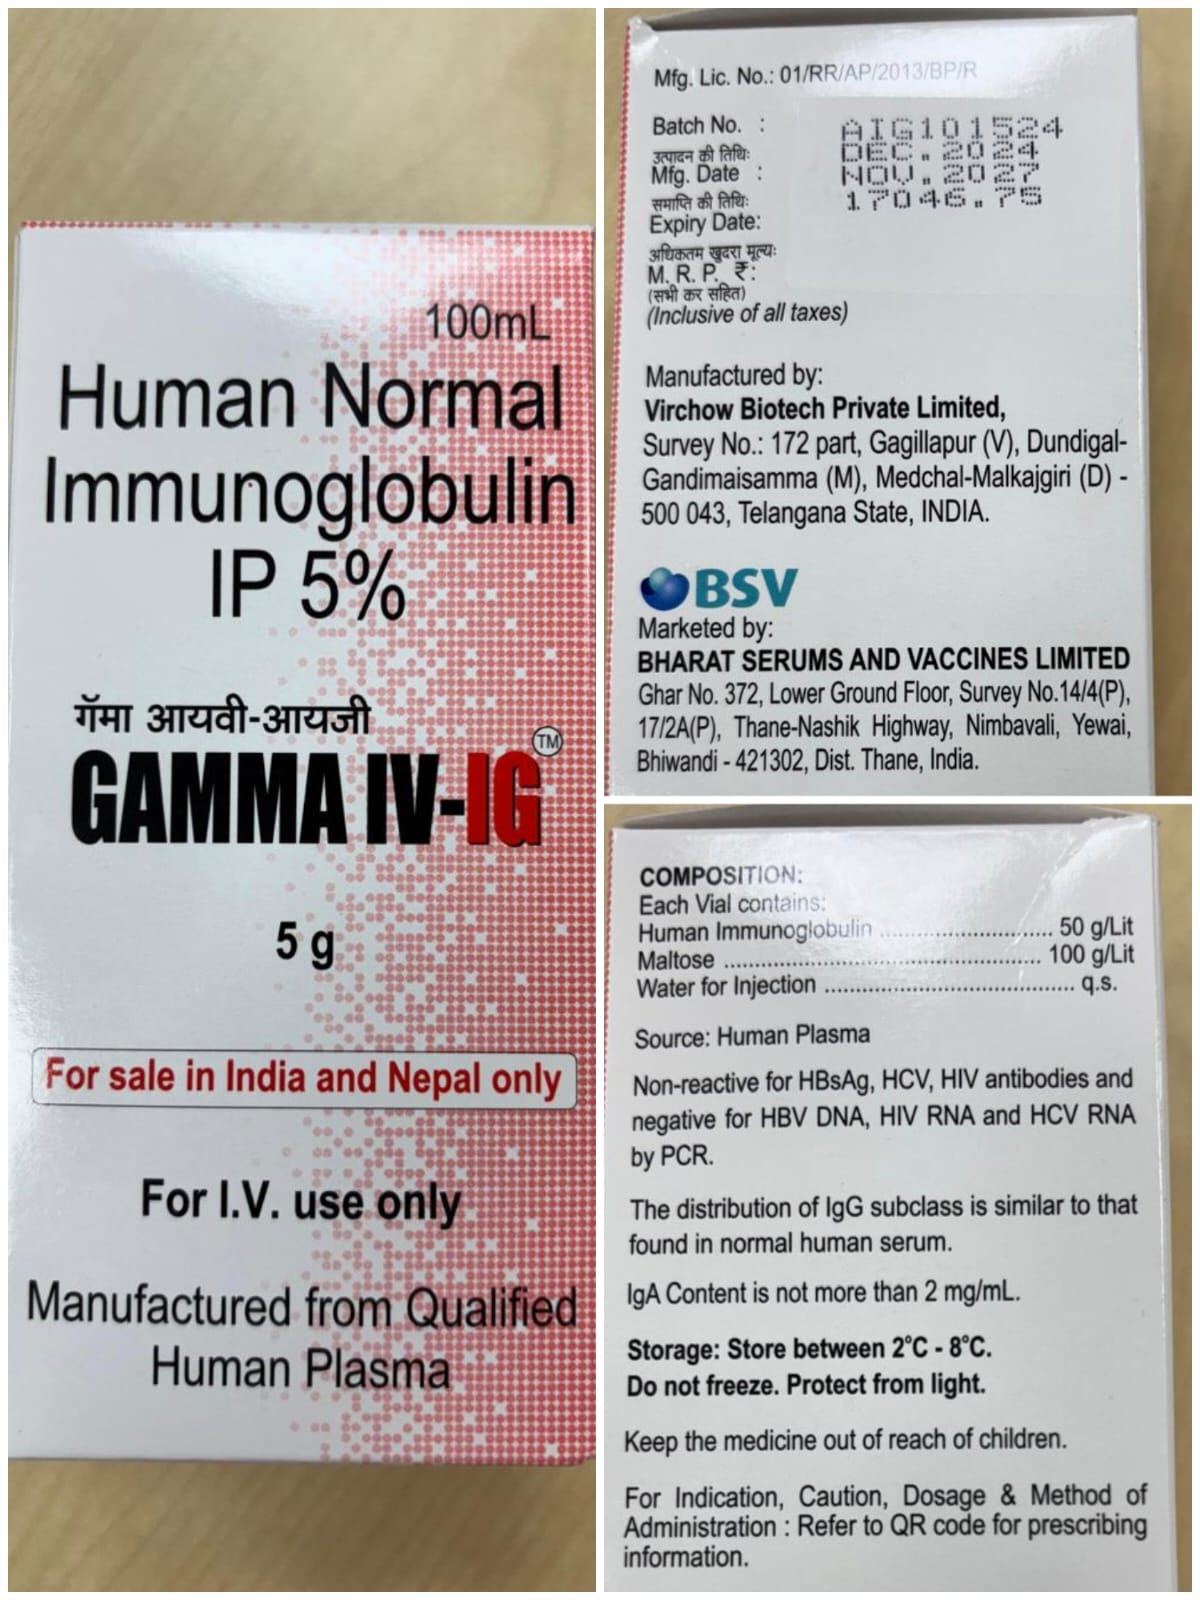 100mL
Human Normal
Immunoglobulin
IP 5%
गॅमा आयवी-आयजी
GAMMA IV-IG™
5 g
For sale in India and Nepal only
For I.V. use only
Manufactured from Qualified
Human Plasma
Mfg. Lic. No.: 01/RR/AP/2013/BP/R
Batch No. : AIG101524
उत्पादन की तिथिः DEC.2024
Mfg. Date : NOV.2027
समाप्ति की तिथिः 17046.75
Expiry Date:
अधिकतम खुदरा मूल्यः
M. R. P. ₹:
(सभी कर सहित)
(Inclusive of all taxes)
Manufactured by:
Virchow Biotech Private Limited,
Survey No.: 172 part, Gagillapur (V), Dundigal-
Gandimaisamma (M), Medchal-Malkajgiri (D) -
500 043, Telangana State, INDIA.
BSV
Marketed by:
BHARAT SERUMS AND VACCINES LIMITED
Ghar No. 372, Lower Ground Floor, Survey No.14/4(P),
17/2A(P), Thane-Nashik Highway, Nimbavali, Yewai,
Bhiwandi - 421302, Dist. Thane, India.
COMPOSITION:
Each Vial contains:
Human Immunoglobulin .......................... 50 g/Lit
Maltose ................................................ 100 g/Lit
Water for Injection ..................................... q.s.
Source: Human Plasma
Non-reactive for HBsAg, HCV, HIV antibodies and
negative for HBV DNA, HIV RNA and HCV RNA
by PCR.
The distribution of IgG subclass is similar to that
found in normal human serum.
IgA Content is not more than 2 mg/mL.
Storage: Store between 2°C - 8°C.
Do not freeze. Protect from light.
Keep the medicine out of reach of children.
For Indication, Caution, Dosage & Method of
Administration : Refer to QR code for prescribing
information.